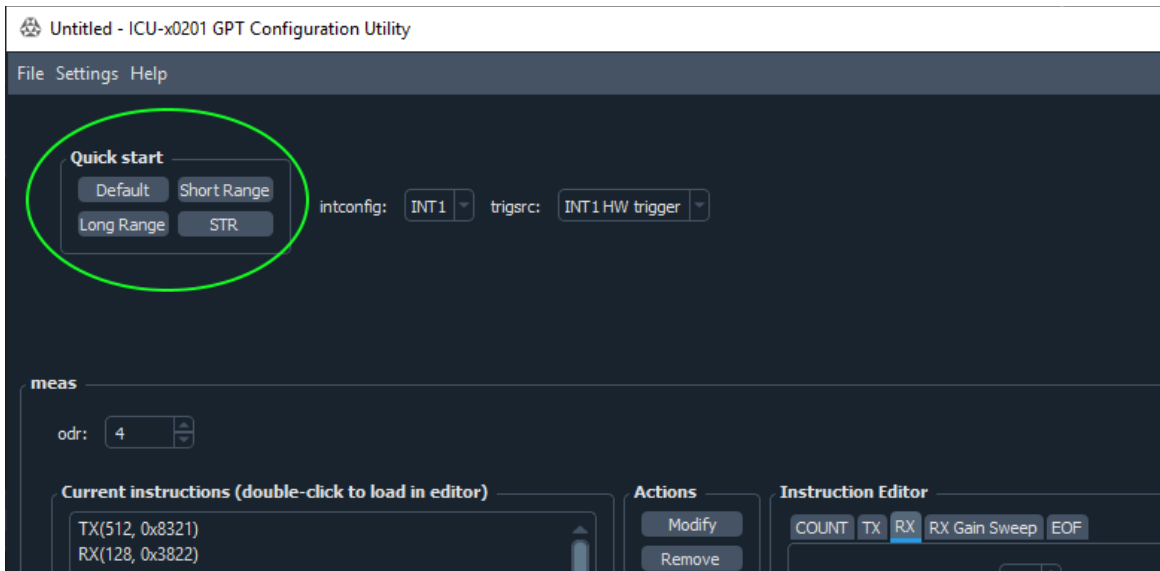 Untitled - ICU-x0201 GPT Configuration Utility
File Settings Help
Quick start
Default Short Range
Long Range STR
intconfig: INT1 trigsrc: INT1 HW trigger
meas
odr: 4
Current instructions (double-click to load in editor)
TX(512, 0x8321)
RX(128, 0x3822)
Actions
Modify
Remove
Instruction Editor
COUNT TX RX RX Gain Sweep EOF